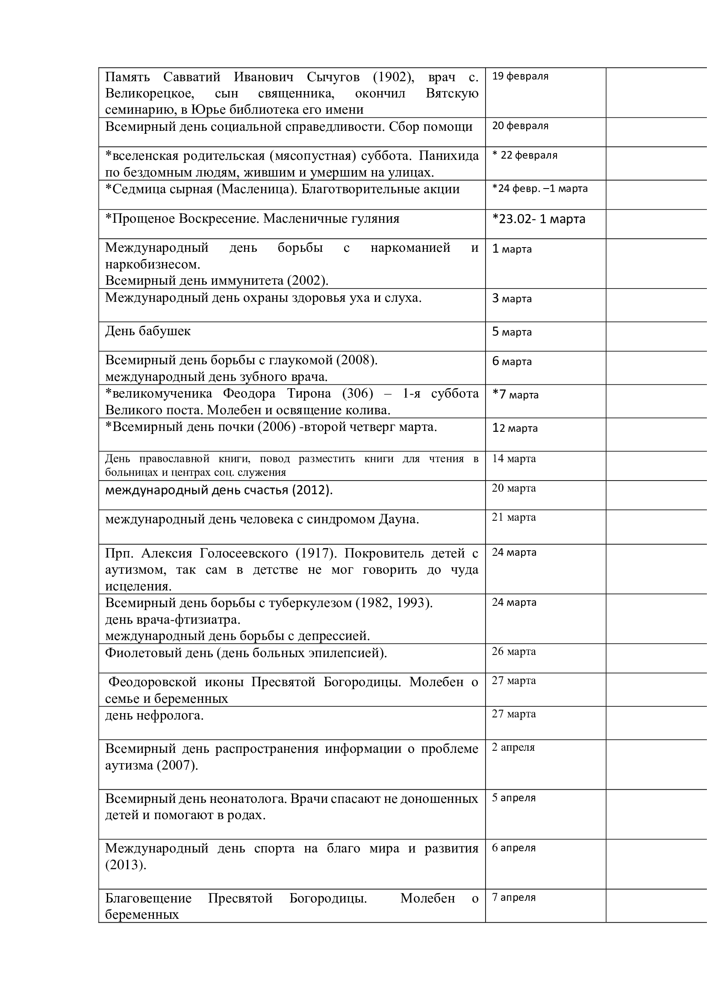 Память Савватий Иванович Сычугов (1902), врач с. 19 февраля
Великорецкое, сын священника, окончил Вятскую
семинарию, в Юрье библиотека его имени
Всемирный день социальной справедливости. Сбор помощи 20 февраля
*вселенская родительская (мясопустная) суббота. Панихида * 22 февраля
по бездомным людям, жившим и умершим на улицах.
*Седмица сырная (Масленица). Благотворительные акции *24 февр. –1 марта
*Прощеное Воскресение. Масленичные гуляния *23.02- 1 марта
Международный день борьбы с наркоманией и 1 марта
наркобизнесом.
Всемирный день иммунитета (2002).
Международный день охраны здоровья уха и слуха. 3 марта
День бабушек 5 марта
Всемирный день борьбы с глаукомой (2008). 6 марта
международный день зубного врача.
*великомученика Феодора Тирона (306) – 1-я суббота *7 марта
Великого поста. Молебен и освящение колива.
*Всемирный день почки (2006) -второй четверг марта. 12 марта
День православной книги, повод разместить книги для чтения в 14 марта
больницах и центрах соц. служения
международный день счастья (2012). 20 марта
международный день человека с синдромом Дауна. 21 марта
Прп. Алексия Голосеевского (1917). Покровитель детей с 24 марта
аутизмом, так сам в детстве не мог говорить до чуда
исцеления.
Всемирный день борьбы с туберкулезом (1982, 1993). 24 марта
день врача-фтизиатра.
международный день борьбы с депрессией.
Фиолетовый день (день больных эпилепсией). 26 марта
Феодоровской иконы Пресвятой Богородицы. Молебен о 27 марта
семье и беременных
день нефролога. 27 марта
Всемирный день распространения информации о проблеме 2 апреля
аутизма (2007).
Всемирный день неонатолога. Врачи спасают не доношенных 5 апреля
детей и помогают в родах.
Международный день спорта на благо мира и развития 6 апреля
(2013).
Благовещение Пресвятой Богородицы. Молебен о 7 апреля
беременных